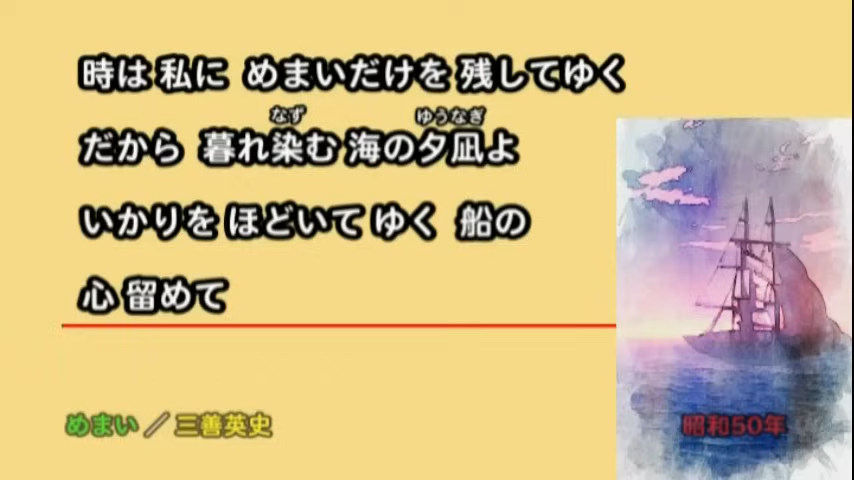 時は 私に めまいだけを 残してゆく
なず ゆうなぎ
だから 暮れ染む 海の夕凪よ
いかりを ほどいて ゆく 船の
心 留めて
めまい ／ 三善英史
昭和50年